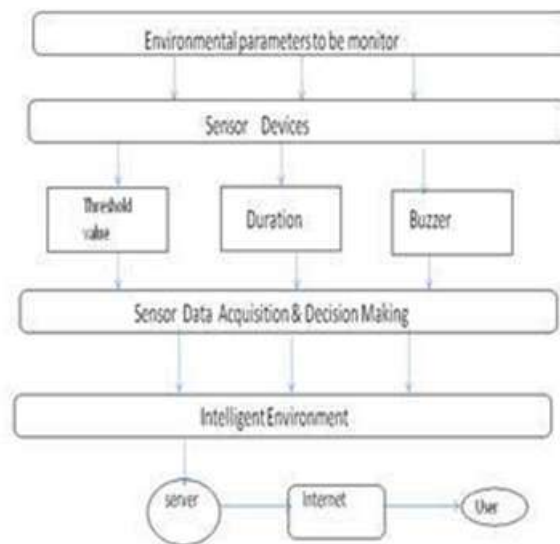 Environmental parameters to be monitor
Sensor Devices
Threshold
value
Duration
Buzzer
Sensor Data Acquisition & Decision Making
Intelligent Environment
server
Internet
User